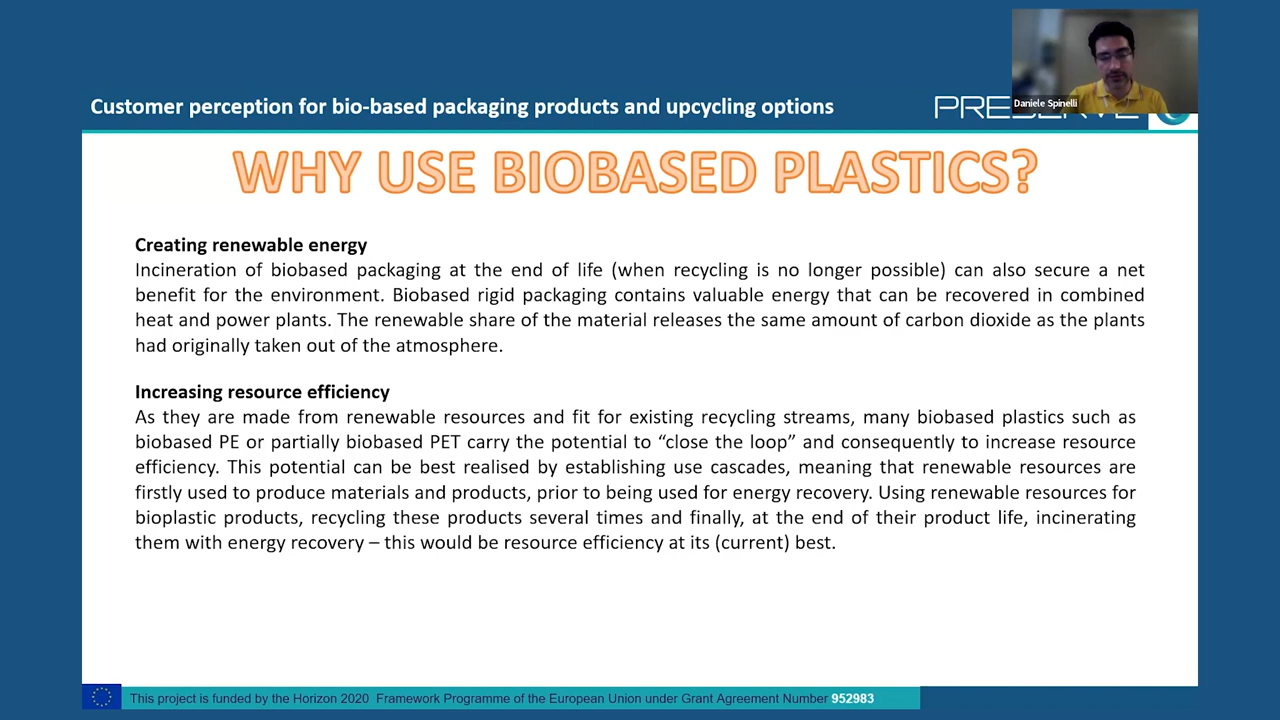 Customer perception for bio-based packaging products and upcycling options
Daniele Spinelli
WHY USE BIOBASED PLASTICS?
Creating renewable energy
Incineration of biobased packaging at the end of life (when recycling is no longer possible) can also secure a net
benefit for the environment. Biobased rigid packaging contains valuable energy that can be recovered in combined
heat and power plants. The renewable share of the material releases the same amount of carbon dioxide as the plants
had originally taken out of the atmosphere.
Increasing resource efficiency
As they are made from renewable resources and fit for existing recycling streams, many biobased plastics such as
biobased PE or partially biobased PET carry the potential to “close the loop” and consequently to increase resource
efficiency. This potential can be best realised by establishing use cascades, meaning that renewable resources are
firstly used to produce materials and products, prior to being used for energy recovery. Using renewable resources for
bioplastic products, recycling these products several times and finally, at the end of their product life, incinerating
them with energy recovery – this would be resource efficiency at its (current) best.
This project is funded by the Horizon 2020 Framework Programme of the European Union under Grant Agreement Number 952983